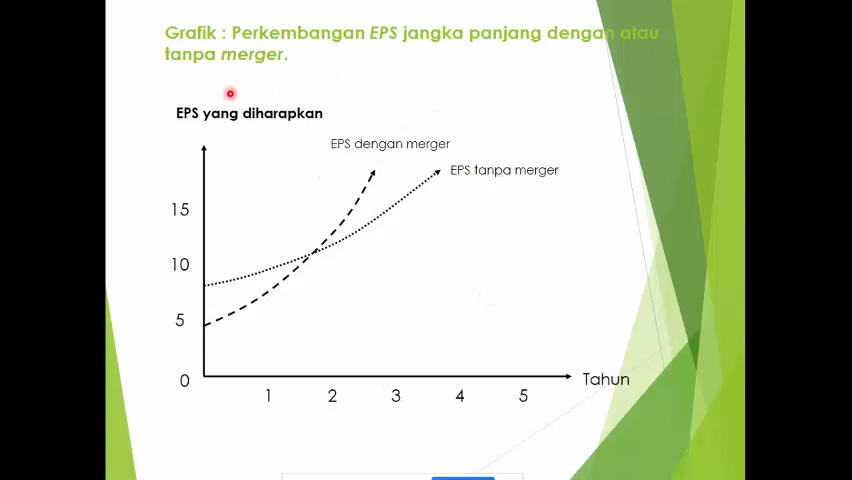 Grafik : Perkembangan EPS jangka panjang dengan atau
tanpa merger.
EPS yang diharapkan
EPS dengan merger
EPS tanpa merger
15
10
5
0
Tahun
1 2 3 4 5